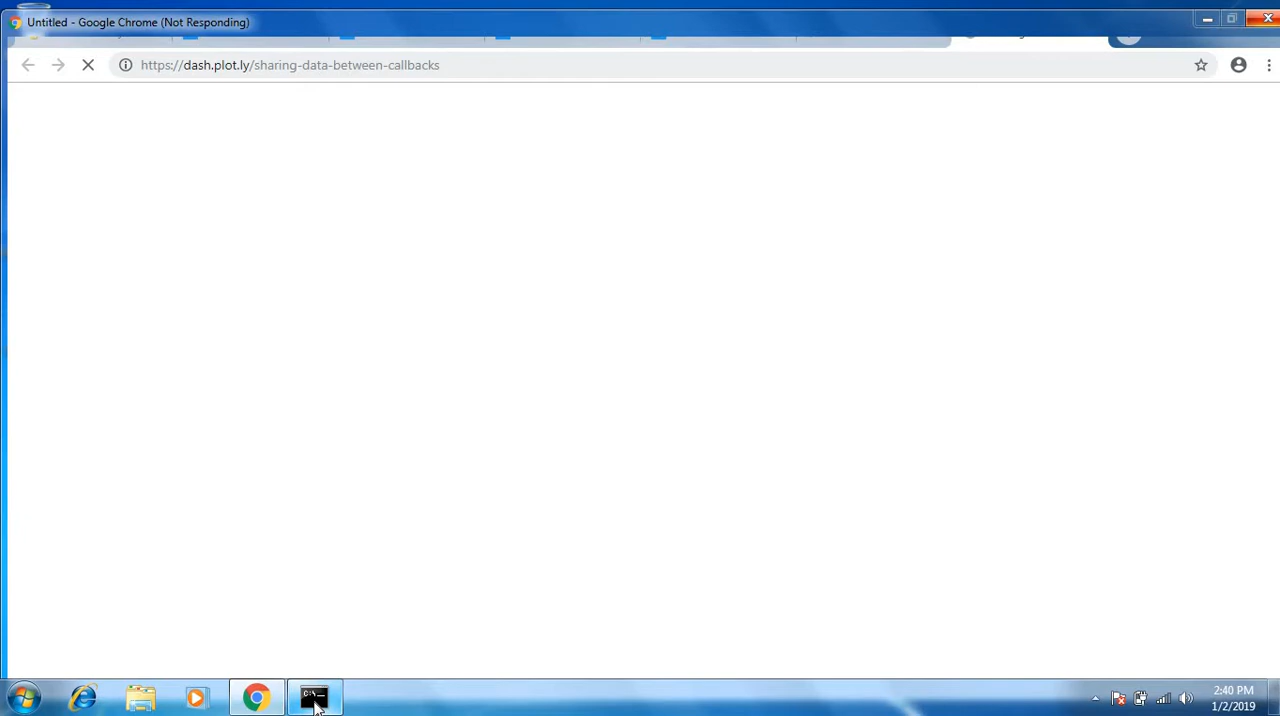 Untitled - Google Chrome (Not Responding)
https://dash.plot.ly/sharing-data-between-callbacks
C:\
2:40 PM
1/2/2019